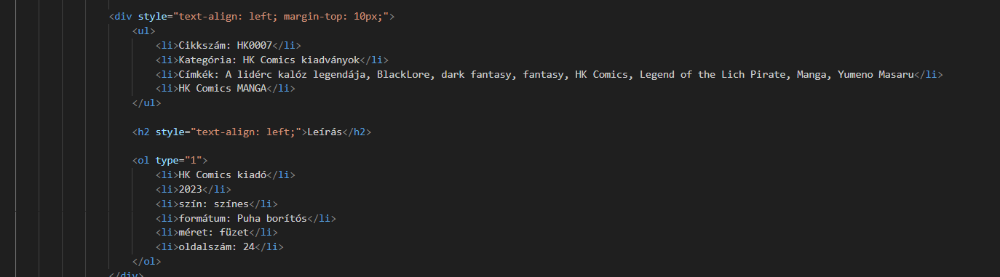 <div style="text-align: left; margin-top: 10px;">
<ul>
<li>Cikkszám: HK0007</li>
<li>Kategória: HK Comics kiadványok</li>
<li>Címkék: A lidérc kalóz legendája, BlackLore, dark fantasy, fantasy, HK Comics, Legend of the Lich Pirate, Manga, Yumeno Masaru</li>
<li>HK Comics MANGA</li>
</ul>
<h2 style="text-align: left;">Leírás</h2>
<ol type="1">
<li>HK Comics kiadó</li>
<li>2023</li>
<li>szín: színes</li>
<li>formátum: Puha borítós</li>
<li>méret: füzet</li>
<li>oldalszám: 24</li>
</ol>
</div>